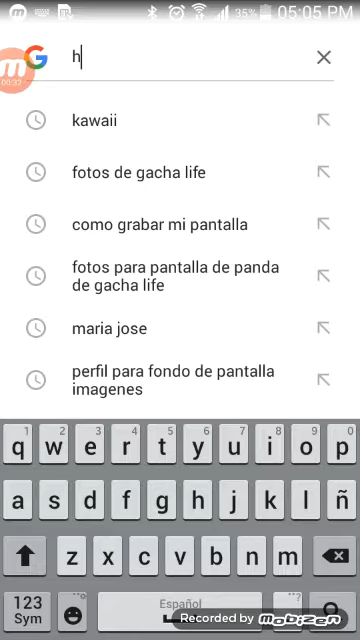 35% 05:05 PM
00:33
h
kawaii
fotos de gacha life
como grabar mi pantalla
fotos para pantalla de panda
de gacha life
maria jose
perfil para fondo de pantalla
imagenes
1 2 3 4 5 6 7 8 9 0
q w e r t y u i o p
a s d f g h j k l ñ
z x c v b n m
123
Sym
Español
Recorded by mobizen